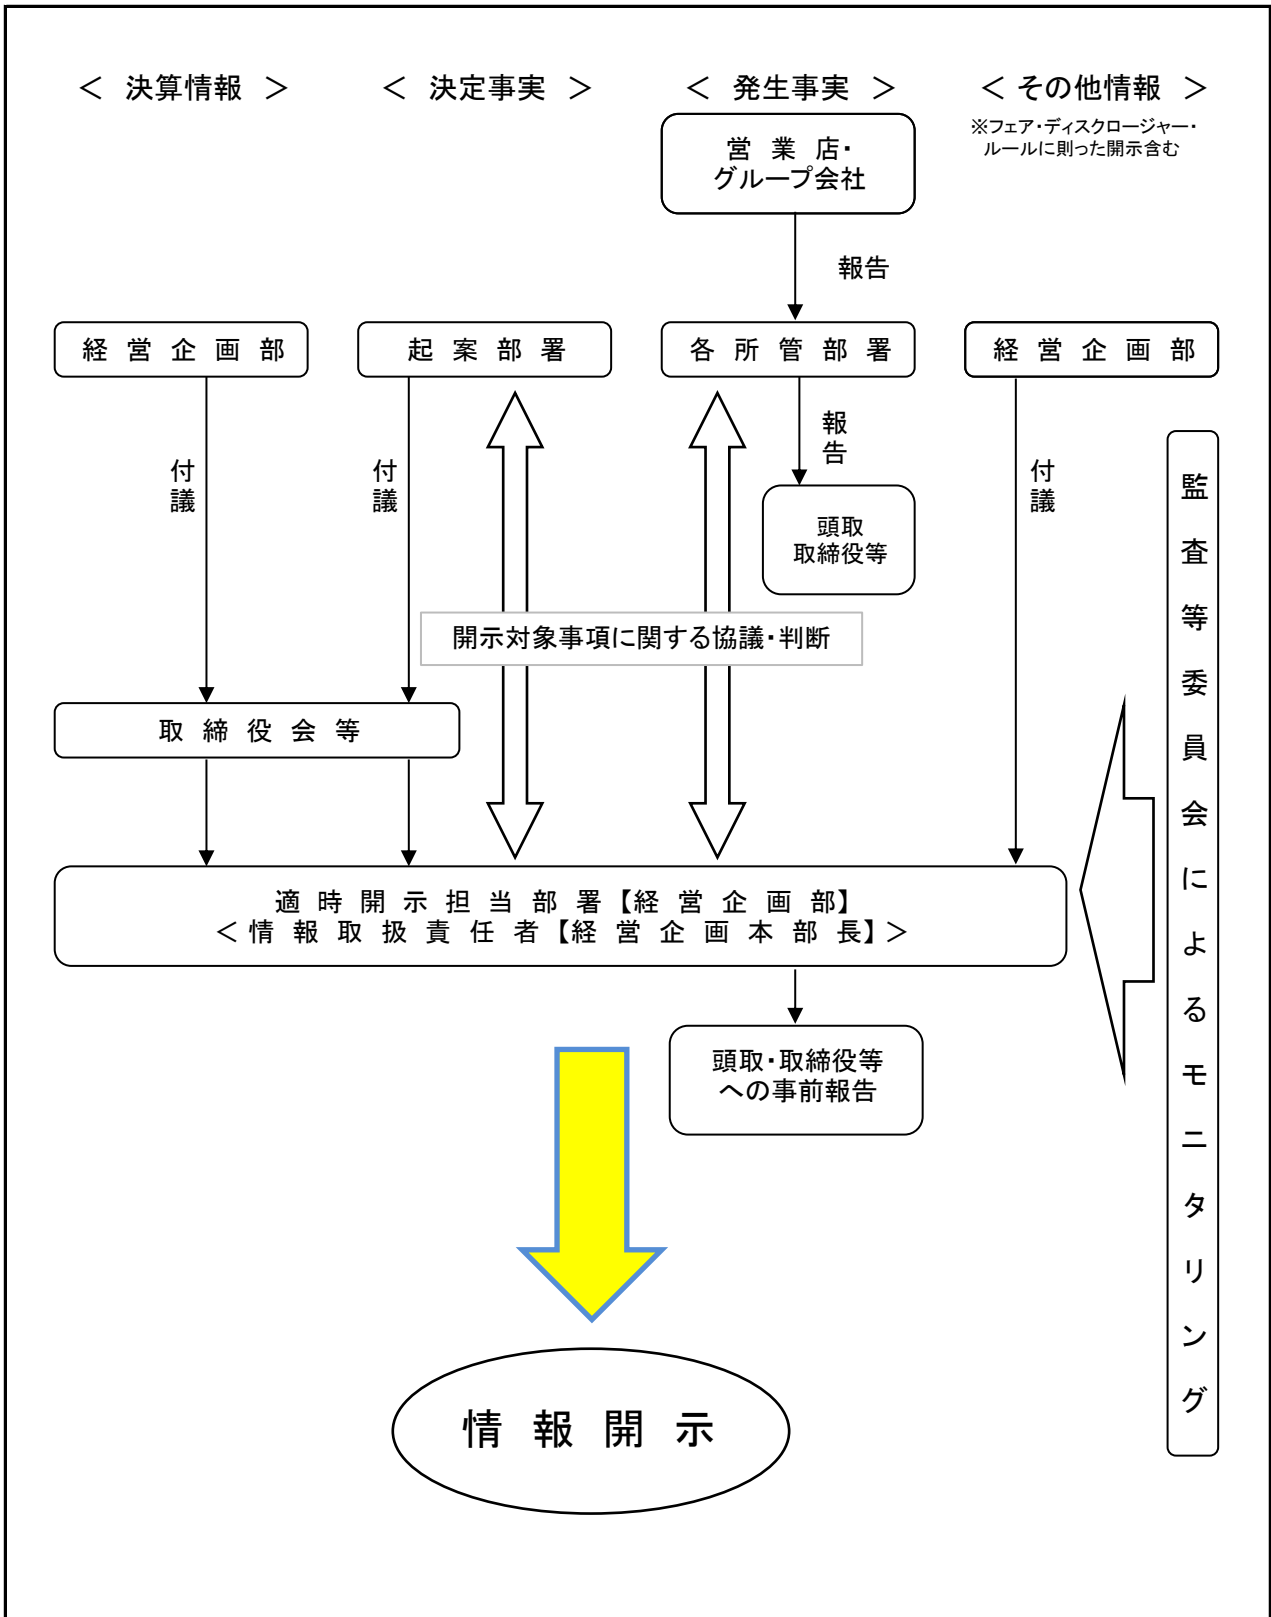 ＜ 決算情報 ＞
＜ 決定事実 ＞
＜ 発生事実 ＞
＜ その他情報 ＞
※フェア・ディスクロージャー・
ルールに則った開示含む
営 業 店・
グループ会社
報告
経 営 企 画 部
起 案 部 署
各 所 管 部 署
経 営 企 画 部
付議
付議
報告
付議
頭取
取締役等
開示対象事項に関する協議・判断
取 締 役 会 等
適 時 開 示 担 当 部 署【経 営 企 画 部】
＜情 報 取 扱 責 任 者【経 営 企 画 本 部 長】＞
頭取・取締役等
への事前報告
監査等委員会によるモニタリング
情 報 開 示